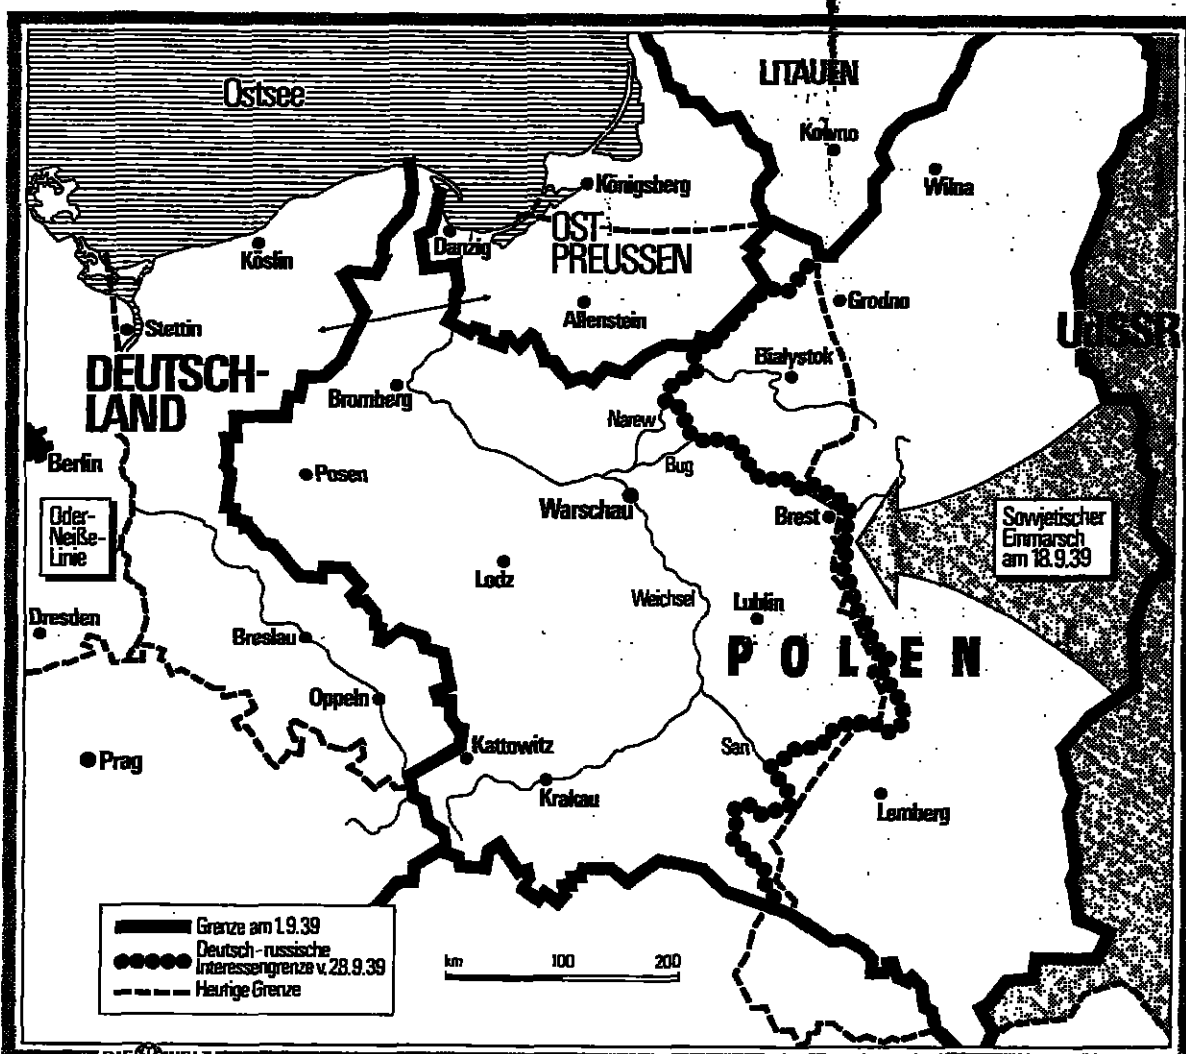 Ostsee
LITAUEN
Kowno
Wilna
Königsberg
OST-
PREUSSEN
Danzig
Köslin
Stettin
Allenstein
Grodno
UdSSR
DEUTSCH-
LAND
Bromberg
Bialystok
Narew
Bug
Berlin
Posen
Warschau
Brest
Oder-
Neiße-
Linie
Sowjetischer
Einmarsch
am 18.9.39
Lodz
Weichsel
Lublin
Dresden
Breslau
POLEN
Oppeln
Kattowitz
San
Prag
Krakau
Lemberg
Grenze am 1.9.39
Deutsch-russische
Interessengrenze v. 28.9.39
Heutige Grenze
km 100 200